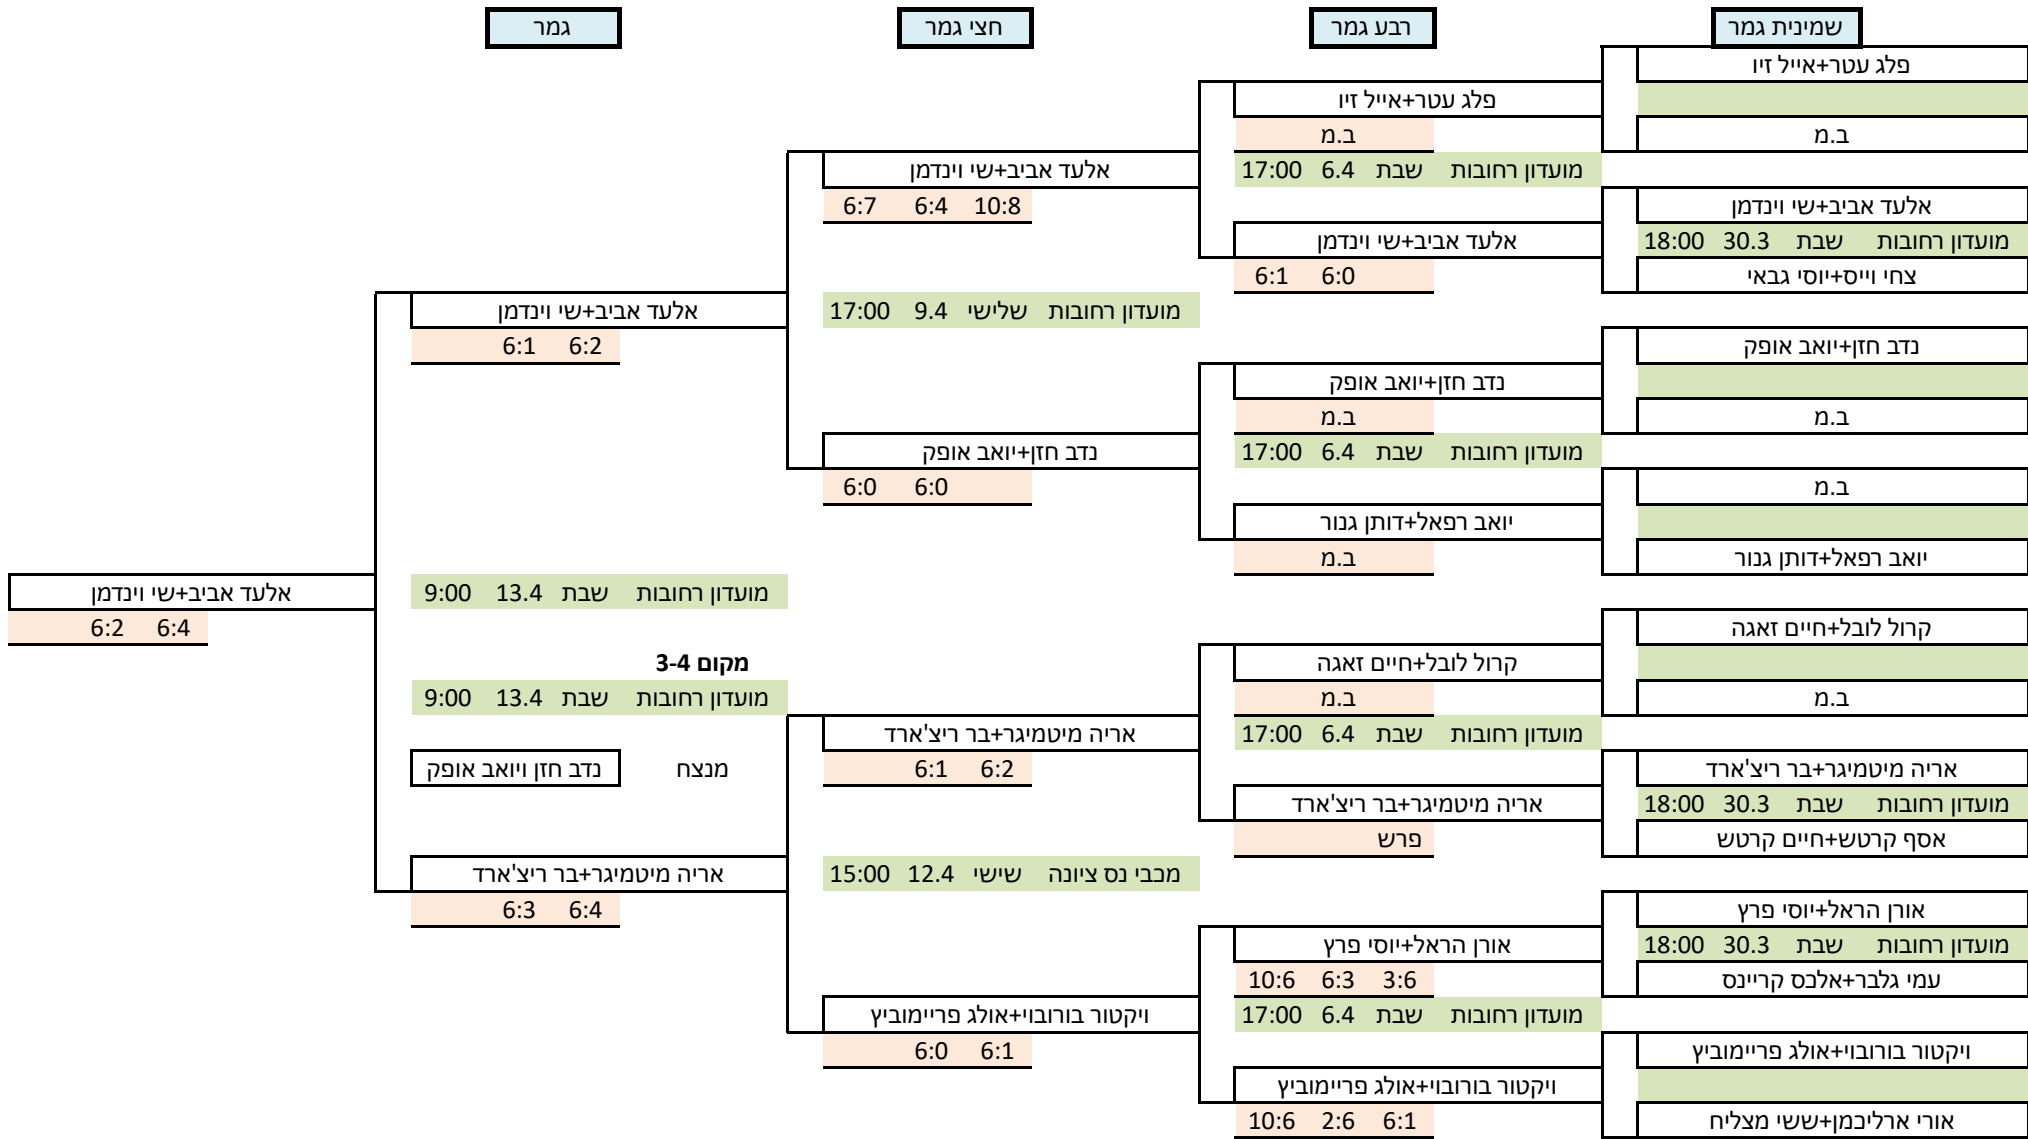 שמינית גמר רבע גמר חצי גמר גמר
פלג עטר+אייל זיו
פלג עטר+אייל זיו
ב.מ ב.מ
אלעד אביב+שי וינדמן מועדון רחובות שבת 6.4 17:00
אלעד אביב+שי וינדמן 10:8 6:4 6:7
מועדון רחובות שבת 30.3 18:00 אלעד אביב+שי וינדמן
צחי וייס+יוסי גבאי 6:0 6:1
מועדון רחובות שלישי 9.4 17:00 אלעד אביב+שי וינדמן
נדב חזן+יואב אופק 6:2 6:1
נדב חזן+יואב אופק
ב.מ ב.מ
מועדון רחובות שבת 6.4 17:00 נדב חזן+יואב אופק
ב.מ 6:0 6:0
יואב רפאל+דותן גנור
יואב רפאל+דותן גנור ב.מ
מועדון רחובות שבת 13.4 9:00 אלעד אביב+שי וינדמן
קרול לובל+חיים זאגה 6:4 6:2
קרול לובל+חיים זאגה מקום 3-4
ב.מ ב.מ מועדון רחובות שבת 13.4 9:00
מועדון רחובות שבת 6.4 17:00 אריה מיטמיגר+בר ריצ'ארד
אריה מיטמיגר+בר ריצ'ארד 6:2 6:1 מנצח נדב חזן ויואב אופק
מועדון רחובות שבת 30.3 18:00 אריה מיטמיגר+בר ריצ'ארד
אסף קרטש+חיים קרטש פרש
מכבי נס ציונה שישי 12.4 15:00 אריה מיטמיגר+בר ריצ'ארד
אורן הראל+יוסי פרץ 6:4 6:3
מועדון רחובות שבת 30.3 18:00 אורן הראל+יוסי פרץ
עמי גלבר+אלכס קריינס 3:6 6:3 10:6
מועדון רחובות שבת 6.4 17:00 ויקטור בורובוי+אולג פריימוביץ
ויקטור בורובוי+אולג פריימוביץ 6:1 6:0
ויקטור בורובוי+אולג פריימוביץ
אורי ארליכמן+ששי מצליח 6:1 2:6 10:6